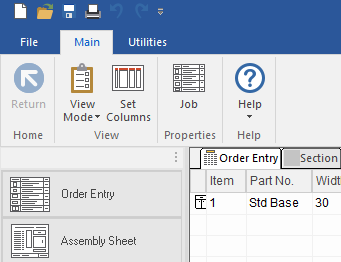 File Main Utilities
Return View Mode Set Columns Job Help
Home View Properties Help
Order Entry Section
Item Part No. Widt
Order Entry 1 Std Base 30
Assembly Sheet